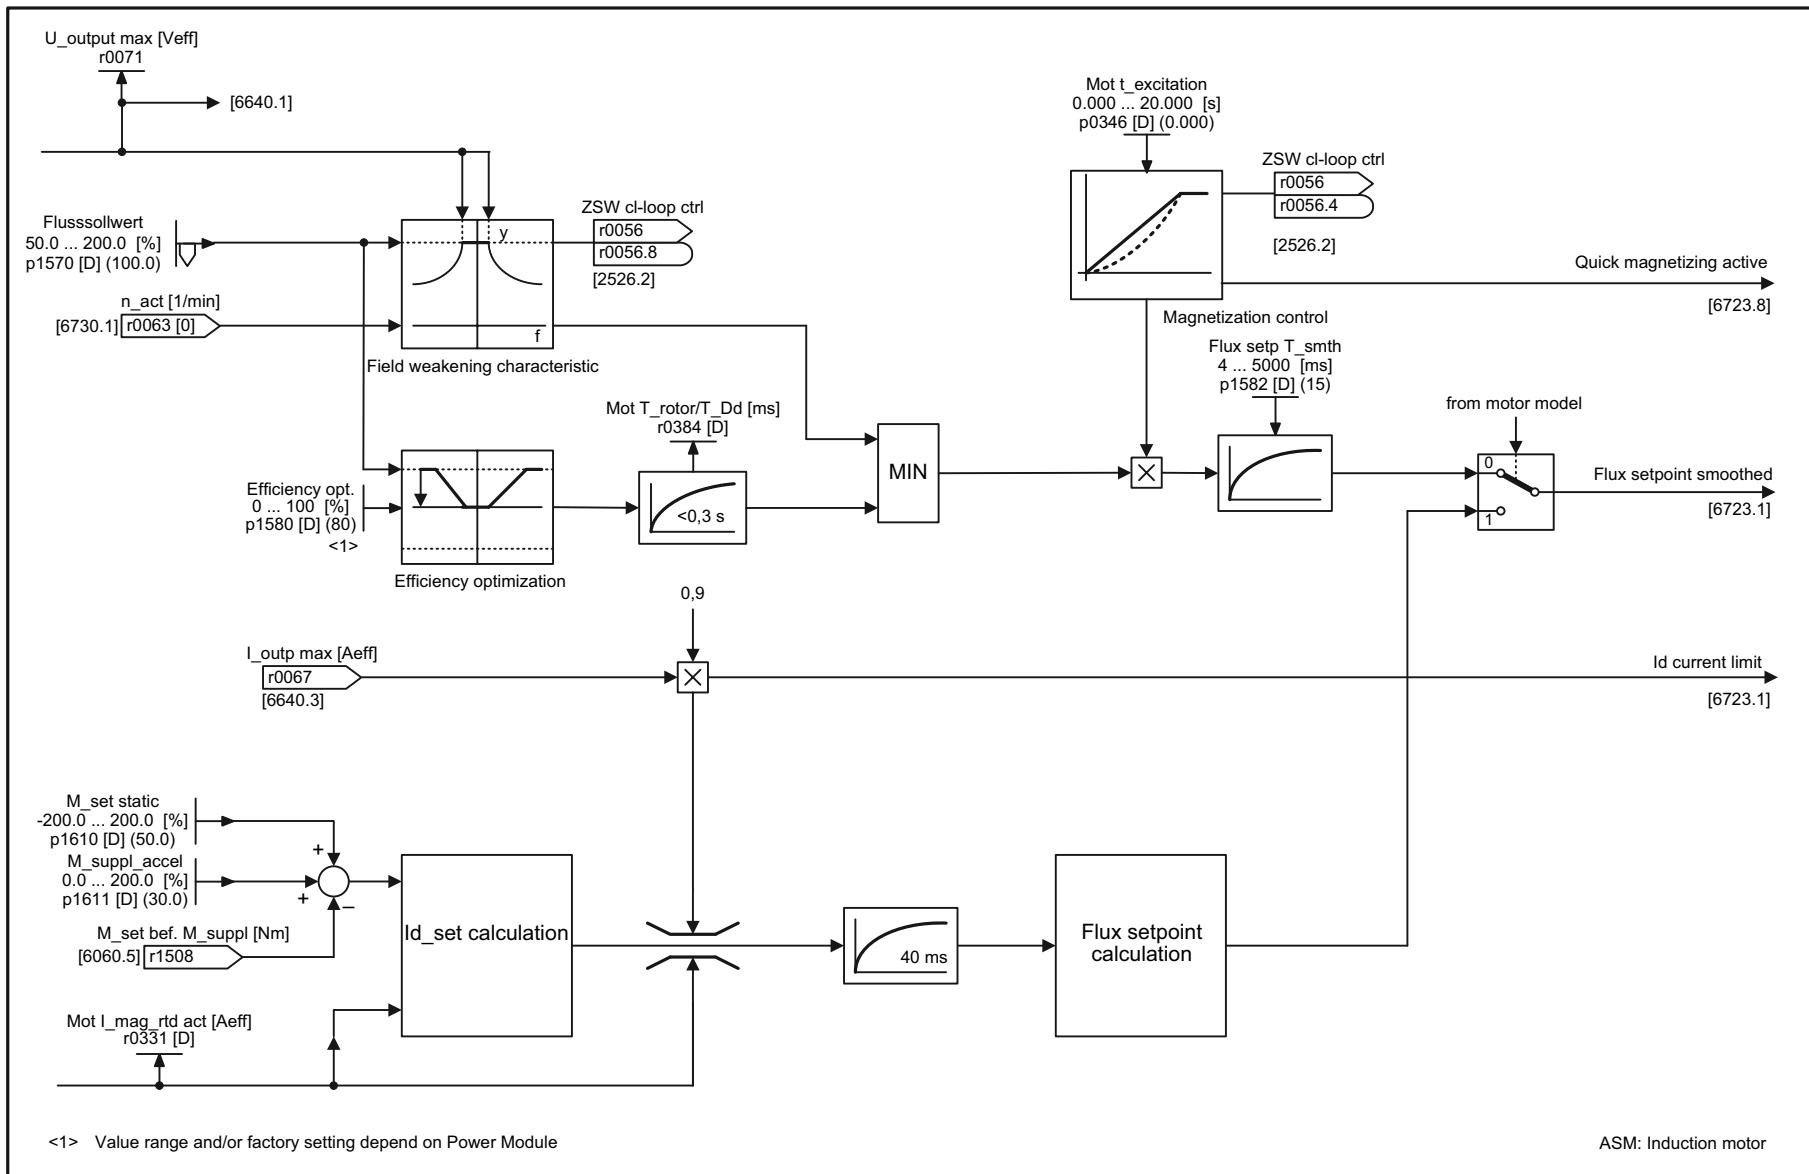 U_output max [Veff]
r0071
[6640.1]
Mot t_excitation
0.000 ... 20.000 [s]
p0346 [D] (0.000)
ZSW cl-loop ctrl
r0056
r0056.4
[2526.2]
Flusssollwert
50.0 ... 200.0 [%]
p1570 [D] (100.0)
y
f
ZSW cl-loop ctrl
r0056
r0056.8
[2526.2]
Quick magnetizing active
[6723.8]
n_act [1/min]
[6730.1] r0063 [0]
Field weakening characteristic
Magnetization control
Flux setp T_smth
4 ... 5000 [ms]
p1582 [D] (15)
from motor model
Mot T_rotor/T_Dd [ms]
r0384 [D]
MIN
0
1
Flux setpoint smoothed
[6723.1]
Efficiency opt.
0 ... 100 [%]
p1580 [D] (80)
<1>
<0,3 s
Efficiency optimization
0,9
I_outp max [Aeff]
r0067
[6640.3]
Id current limit
[6723.1]
M_set static
-200.0 ... 200.0 [%]
p1610 [D] (50.0)
+
M_suppl_accel
0.0 ... 200.0 [%]
p1611 [D] (30.0)
+
–
M_set bef. M_suppl [Nm]
[6060.5] r1508
Id_set calculation
40 ms
Flux setpoint
calculation
Mot I_mag_rtd act [Aeff]
r0331 [D]
<1> Value range and/or factory setting depend on Power Module
ASM: Induction motor